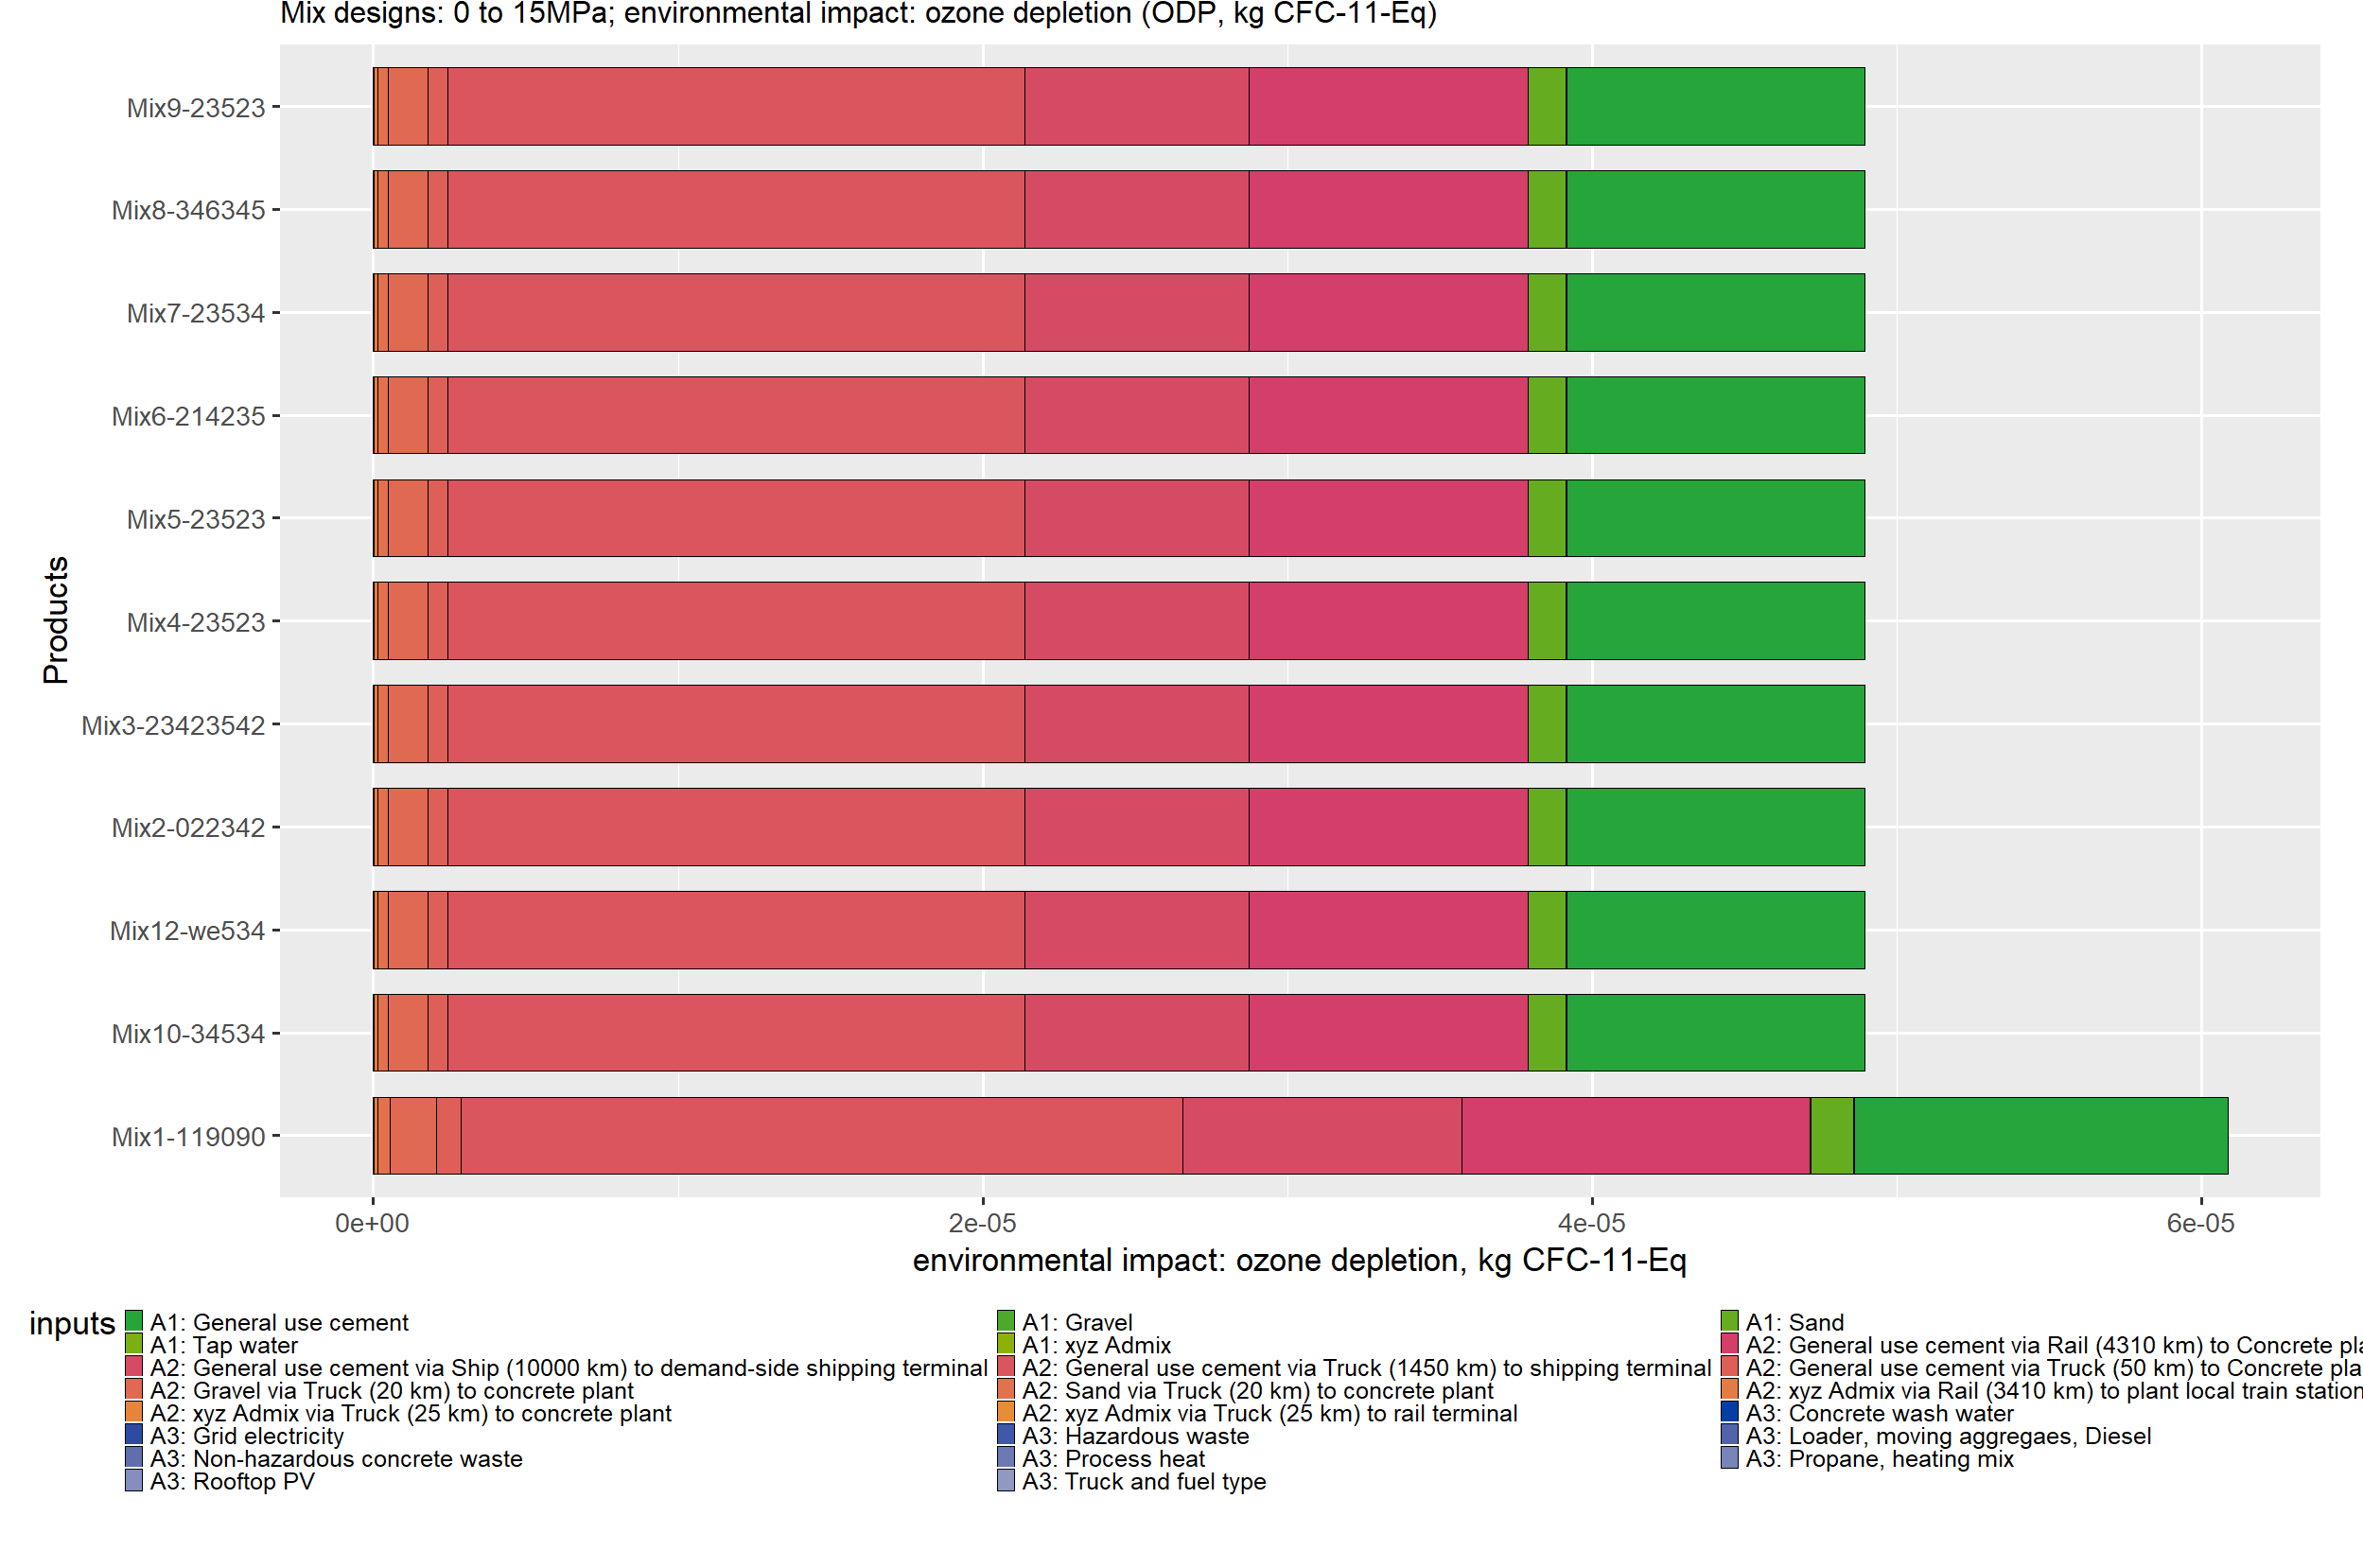 Mix designs: 0 to 15MPa; environmental impact: ozone depletion (ODP, kg CFC-11-Eq)
Products
Mix9-23523
Mix8-346345
Mix7-23534
Mix6-214235
Mix5-23523
Mix4-23523
Mix3-23423542
Mix2-022342
Mix12-we534
Mix10-34534
Mix1-119090
0e+00 2e-05 4e-05 6e-05
environmental impact: ozone depletion, kg CFC-11-Eq
inputs
A1: General use cement A1: Gravel A1: Sand
A1: Tap water A1: xyz Admix A2: General use cement via Rail (4310 km) to Concrete pla
A2: General use cement via Ship (10000 km) to demand-side shipping terminal A2: General use cement via Truck (1450 km) to shipping terminal A2: General use cement via Truck (50 km) to Concrete pla
A2: Gravel via Truck (20 km) to concrete plant A2: Sand via Truck (20 km) to concrete plant A2: xyz Admix via Rail (3410 km) to plant local train station
A2: xyz Admix via Truck (25 km) to concrete plant A2: xyz Admix via Truck (25 km) to rail terminal A3: Concrete wash water
A3: Grid electricity A3: Hazardous waste A3: Loader, moving aggregaes, Diesel
A3: Non-hazardous concrete waste A3: Process heat A3: Propane, heating mix
A3: Rooftop PV A3: Truck and fuel type